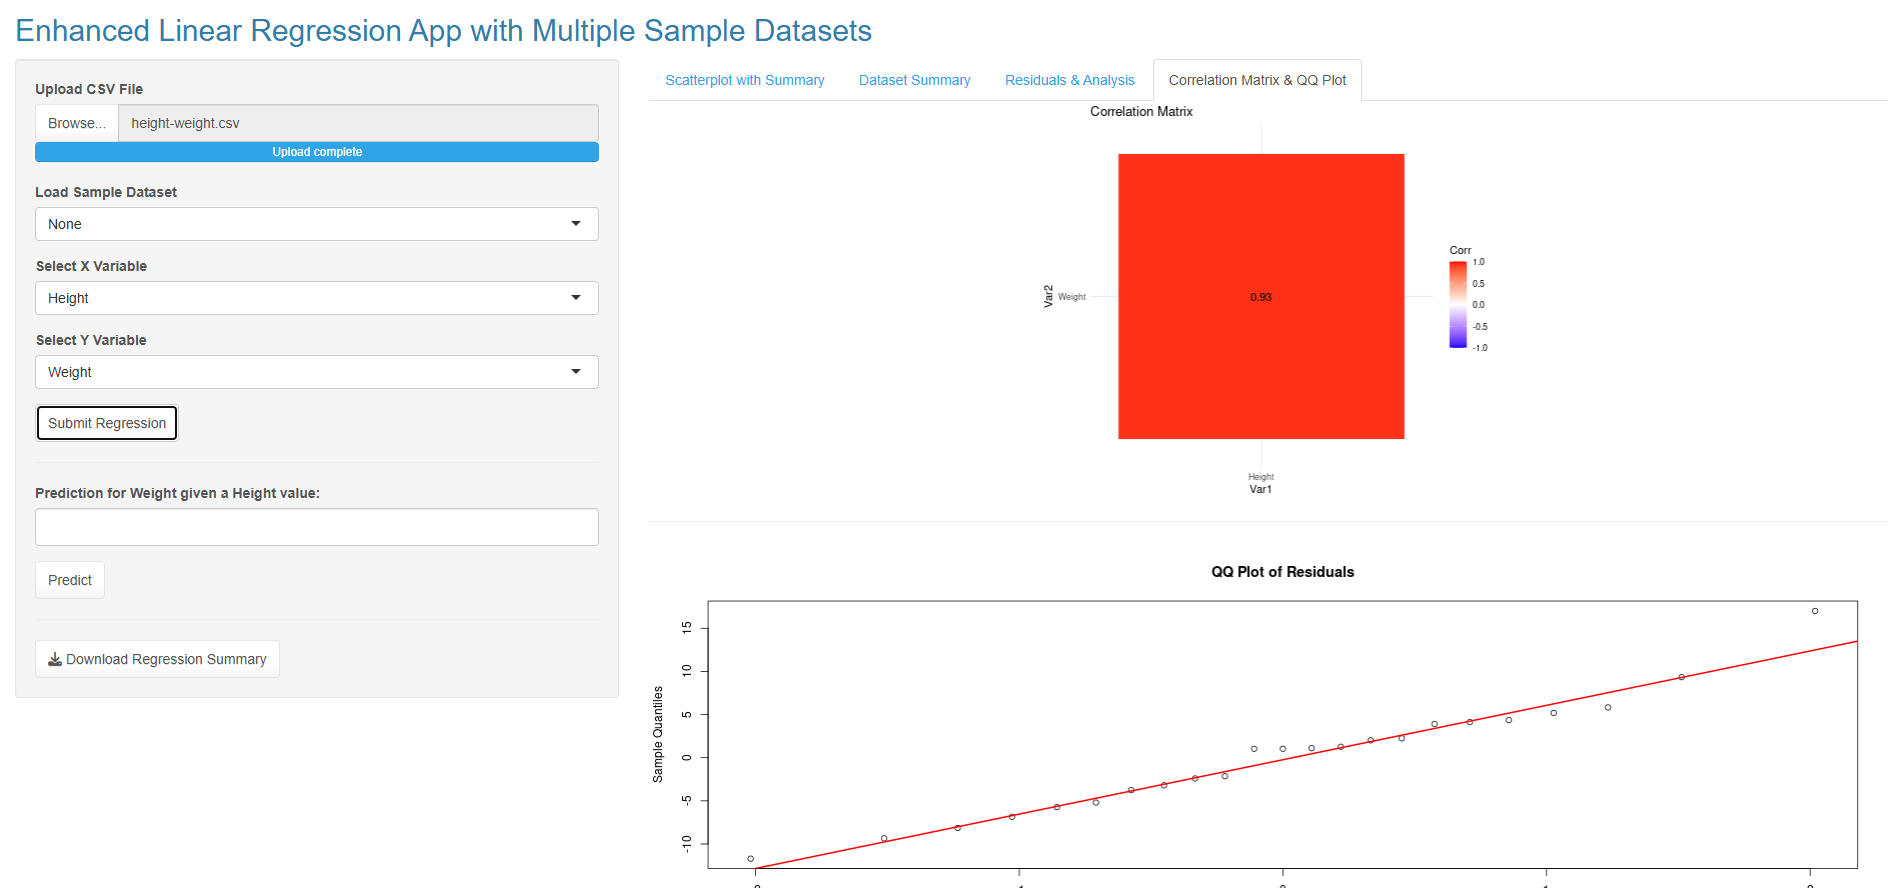 Enhanced Linear Regression App with Multiple Sample Datasets
Upload CSV File
Browse...
height-weight.csv
Upload complete
Load Sample Dataset
None
Select X Variable
Height
Select Y Variable
Weight
Submit Regression
Prediction for Weight given a Height value:
Predict
Download Regression Summary
Scatterplot with Summary
Dataset Summary
Residuals & Analysis
Correlation Matrix & QQ Plot
Correlation Matrix
Var2
Weight
0.93
Height
Var1
Corr
1.0
0.5
0.0
-0.5
-1.0
QQ Plot of Residuals
Sample Quantiles
15
10
5
0
-5
-10